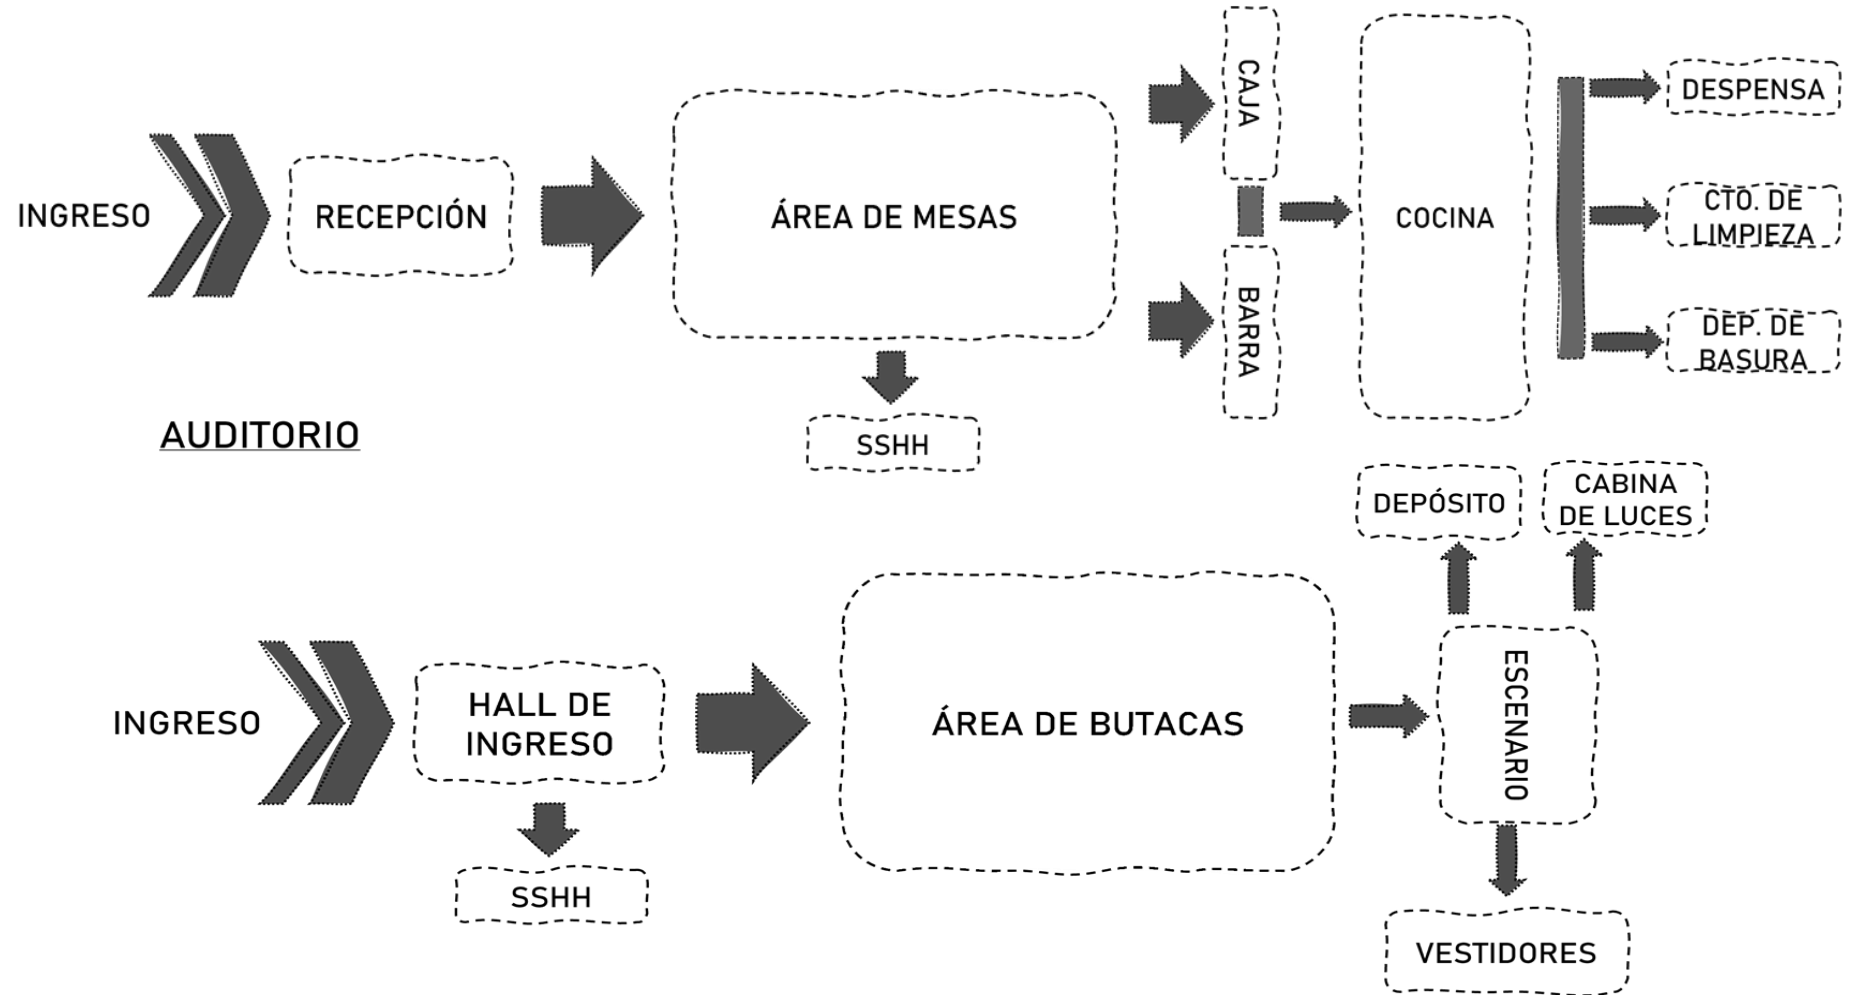 INGRESO
RECEPCIÓN
ÁREA DE MESAS
SSHH
CAJA
BARRA
COCINA
DESPENSA
CTO. DE
LIMPIEZA
DEP. DE
BASURA
AUDITORIO
INGRESO
HALL DE
INGRESO
SSHH
ÁREA DE BUTACAS
ESCENARIO
DEPÓSITO
CABINA
DE LUCES
VESTIDORES